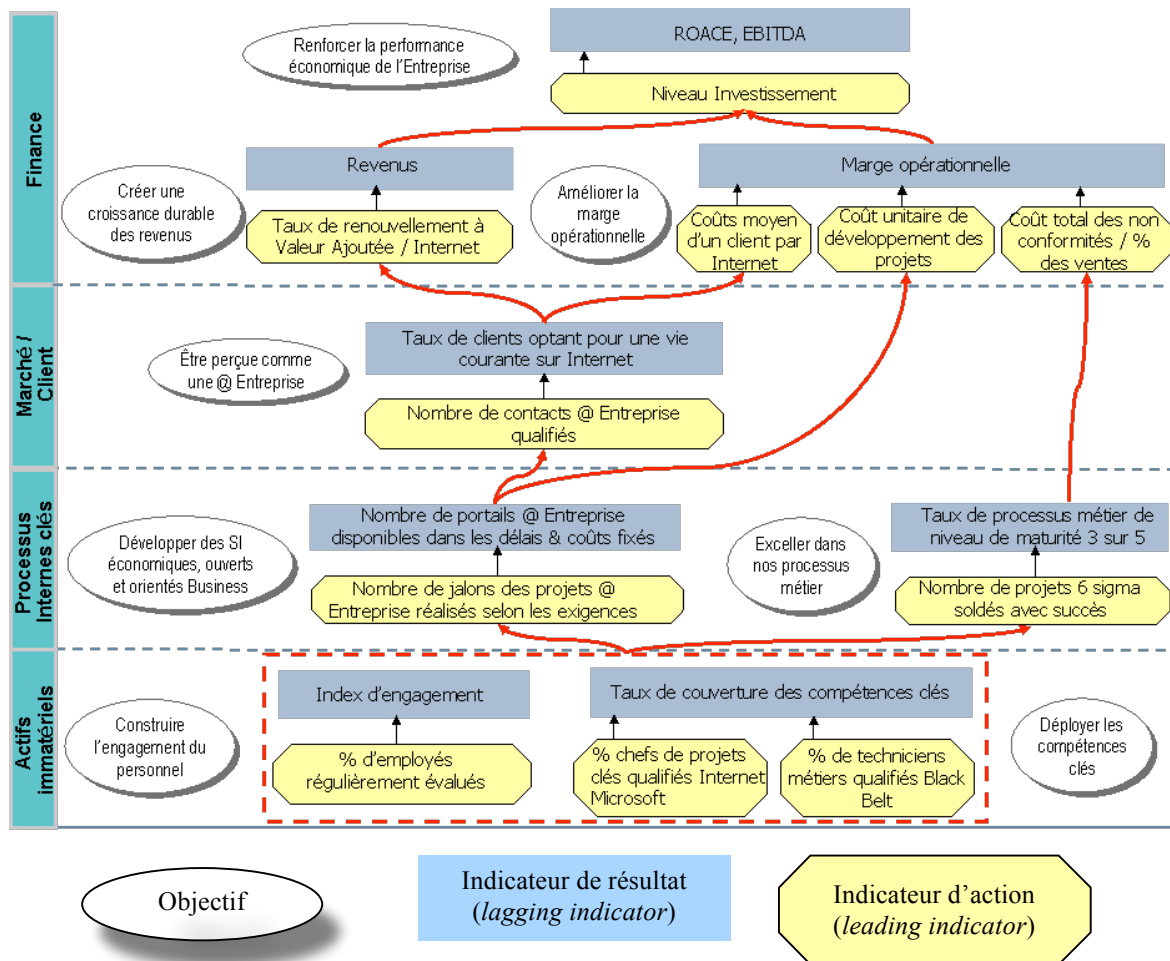 Finance
Renforcer la performance
économique de l'Entreprise
ROACE, EBITDA
Niveau Investissement
Créer une
croissance durable
des revenus
Revenus
Taux de renouvellement à
Valeur Ajoutée / Internet
Améliorer la
marge
opérationnelle
Marge opérationnelle
Coûts moyen
d'un client par
Internet
Coût unitaire de
développement des
projets
Coût total des non
conformités / %
des ventes
Marché /
Client
Être perçue comme
une @ Entreprise
Taux de clients optant pour une vie
courante sur Internet
Nombre de contacts @ Entreprise
qualifiés
Processus
Internes clés
Développer des SI
économiques, ouverts
et orientés Business
Nombre de portails @ Entreprise
disponibles dans les délais & coûts fixés
Nombre de jalons des projets @
Entreprise réalisés selon les exigences
Exceller dans
nos processus
métier
Taux de processus métier de
niveau de maturité 3 sur 5
Nombre de projets 6 sigma
soldés avec succès
Actifs
immatériels
Construire
l'engagement du
personnel
Index d'engagement
% d'employés
régulièrement évalués
Taux de couverture des compétences clés
% chefs de projets
clés qualifiés Internet
Microsoft
% de techniciens
métiers qualifiés Black
Belt
Déployer les
compétences
clés
Objectif
Indicateur de résultat
(lagging indicator)
Indicateur d'action
(leading indicator)